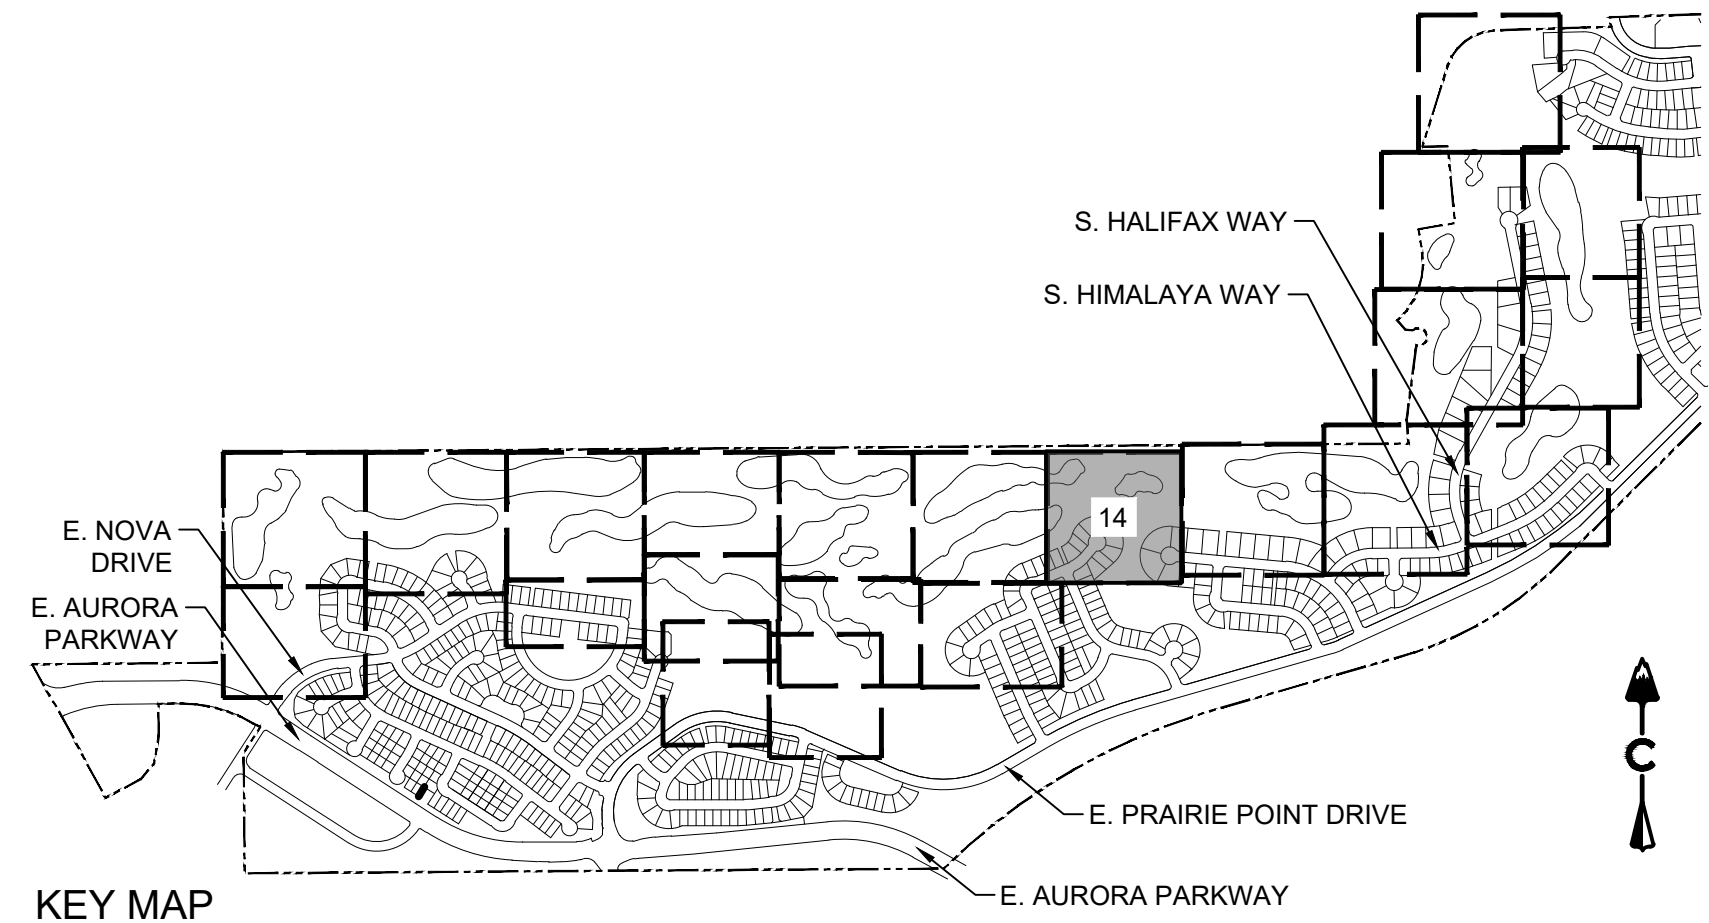 S. HALIFAX WAY
S. HIMALAYA WAY
14
E. NOVA
DRIVE
E. AURORA
PARKWAY
E. PRAIRIE POINT DRIVE
E. AURORA PARKWAY
KEY MAP